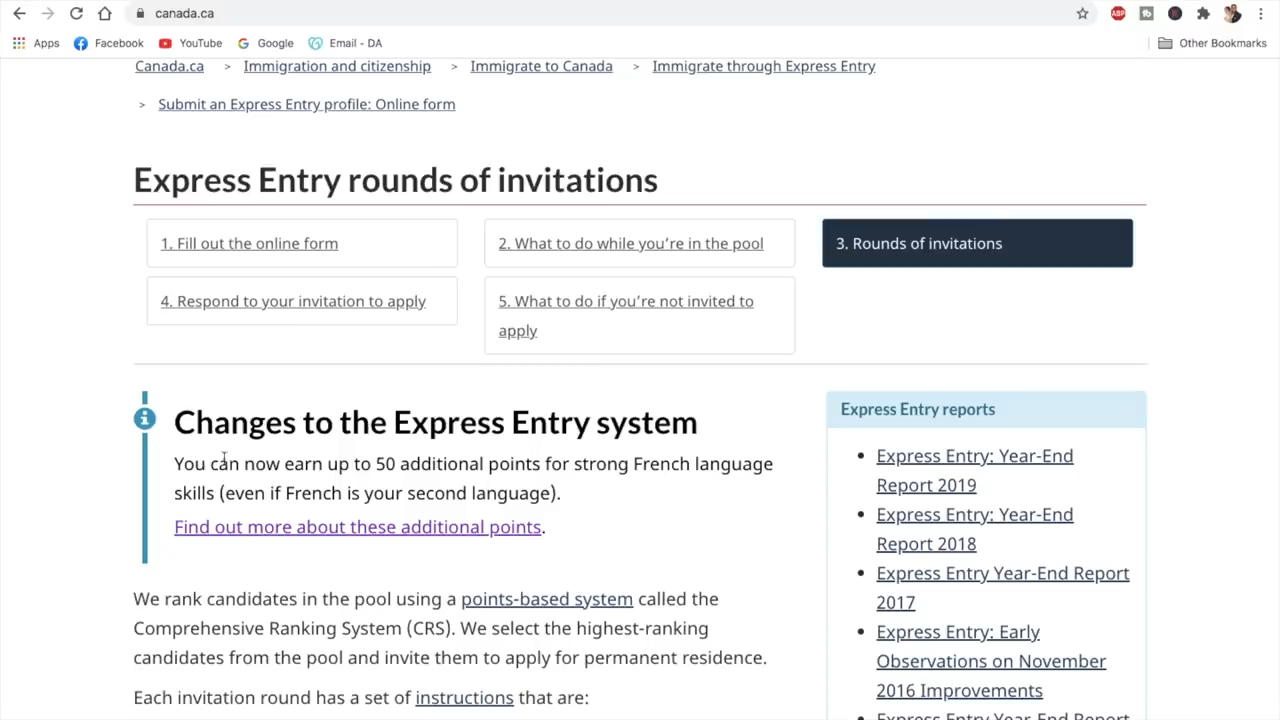 canada.ca
ABP
Apps Facebook YouTube Google Email - DA Other Bookmarks
Canada.ca > Immigration and citizenship > Immigrate to Canada > Immigrate through Express Entry
> Submit an Express Entry profile: Online form
Express Entry rounds of invitations
1. Fill out the online form
2. What to do while you’re in the pool
3. Rounds of invitations
4. Respond to your invitation to apply
5. What to do if you’re not invited to
apply
Changes to the Express Entry system
You can now earn up to 50 additional points for strong French language
skills (even if French is your second language).
Find out more about these additional points.
We rank candidates in the pool using a points-based system called the
Comprehensive Ranking System (CRS). We select the highest-ranking
candidates from the pool and invite them to apply for permanent residence.
Each invitation round has a set of instructions that are:
Express Entry reports
Express Entry: Year-End
Report 2019
Express Entry: Year-End
Report 2018
Express Entry Year-End Report
2017
Express Entry: Early
Observations on November
2016 Improvements
Express Entry Year-End Report